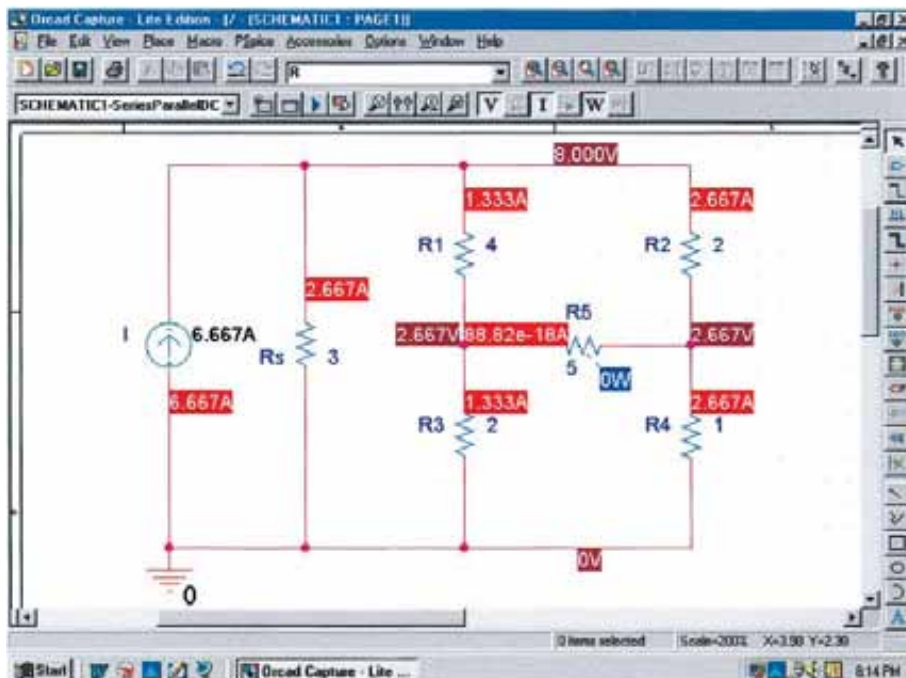 Orcad Capture - Lite Edition - [/ - (SCHEMATIC1 : PAGE1)]
File Edit View Place Macro PSpice Accessories Options Window Help
R
SCHEMATIC1-SeriesParallelDC
V I W
8.000V
1.333A 2.667A
R1 4 R2 2
2.667A
R5
I 6.667A 2.667V 88.82e-18A 2.667V
Rs 3
5 0W
6.667A 1.333A 2.667A
R3 2 R4 1
0V
0
0 items selected Scale=200% X=3.98 Y=2.30
Start Orcad Capture - Lite ... 8:14 PM